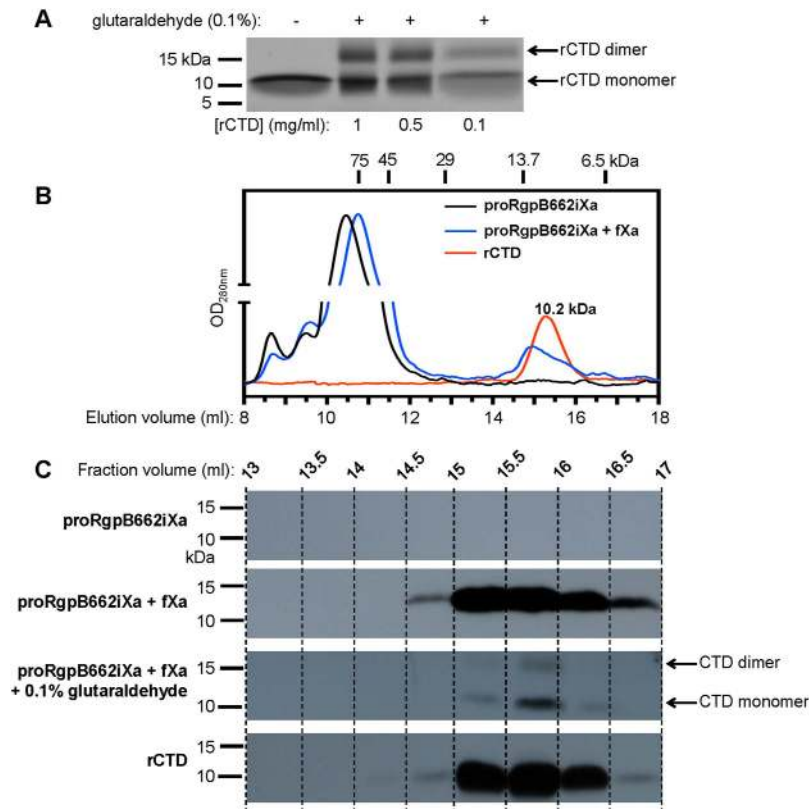 A
glutaraldehyde (0.1%): - + + +
15 kDa
10
5
rCTD dimer
rCTD monomer
[rCTD] (mg/ml): 1 0.5 0.1
B
75 45 29 13.7 6.5 kDa
proRgpB662iXa
proRgpB662iXa + fXa
rCTD
10.2 kDa
OD280nm
8 10 12 14 16 18
Elution volume (ml):
C
Fraction volume (ml): 13 13.5 14 14.5 15 15.5 16 16.5 17
proRgpB662iXa
15
10
kDa
proRgpB662iXa + fXa
15
10
proRgpB662iXa + fXa
+ 0.1% glutaraldehyde
15
10
CTD dimer
CTD monomer
rCTD
15
10